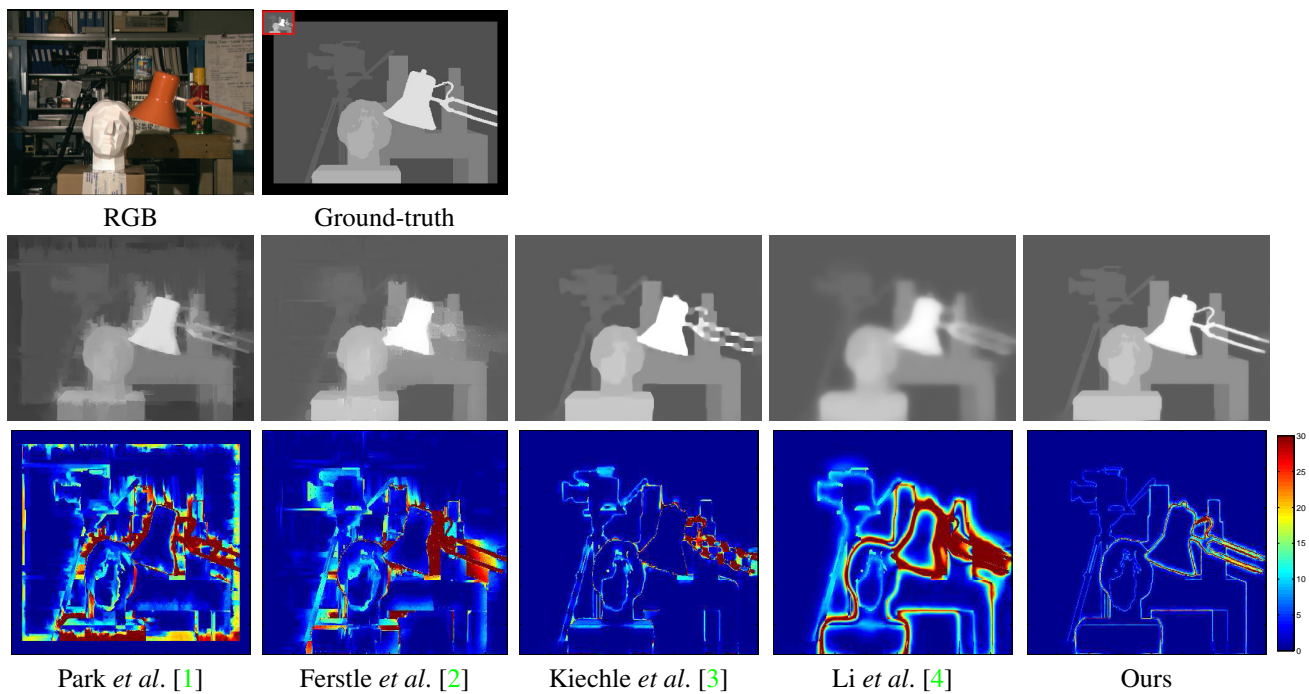 RGB
Ground-truth
30
25
20
15
10
5
0
Park et al. [1]
Ferstle et al. [2]
Kiechle et al. [3]
Li et al. [4]
Ours